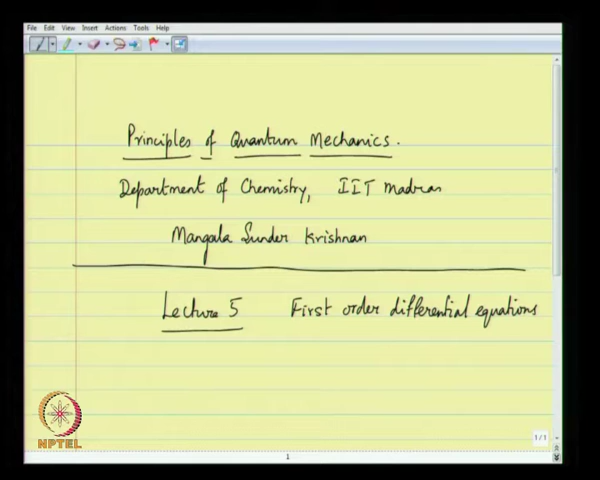 File Edit View Insert Actions Tools Help
Principles of Quantum Mechanics.
Department of Chemistry, IIT Madras
Mangala Sunder Krishnan
Lecture 5 First order differential equations
NPTEL
1/1
1